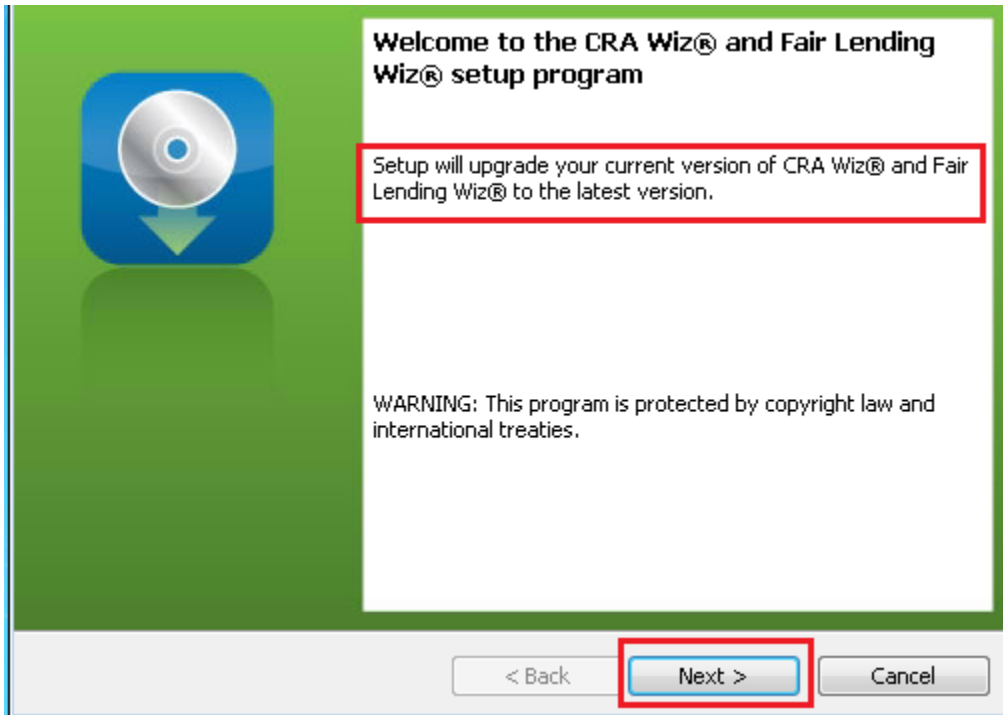 Welcome to the CRA Wiz® and Fair Lending
Wiz® setup program
Setup will upgrade your current version of CRA Wiz® and Fair
Lending Wiz® to the latest version.
WARNING: This program is protected by copyright law and
international treaties.
< Back Next > Cancel